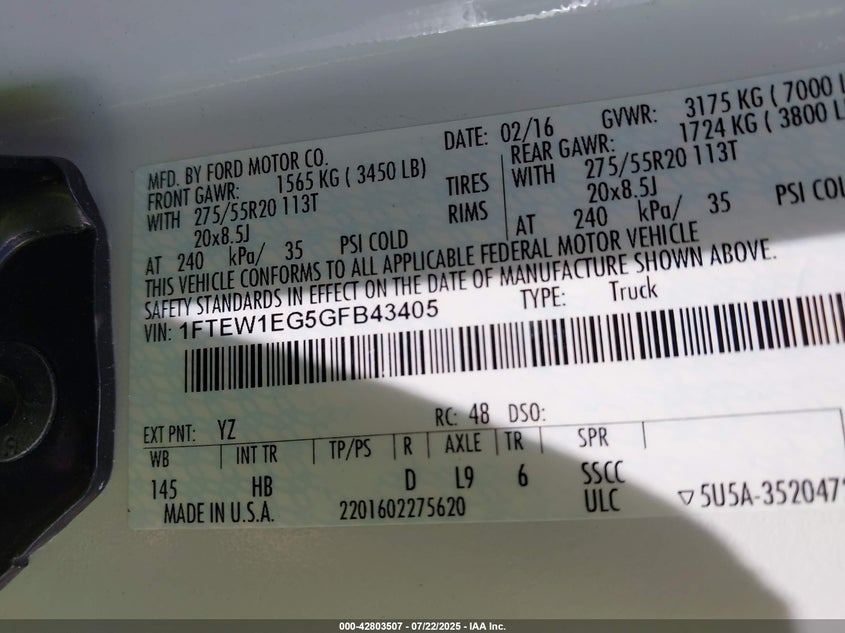 MFD. BY FORD MOTOR CO.
DATE: 02/16
GVWR: 3175 KG ( 7000 L
FRONT GAWR: 1565 KG ( 3450 LB)
REAR GAWR: 1724 KG ( 3800 L
WITH 275/55R20 113T TIRES
WITH 275/55R20 113T
20x8.5J RIMS
20x8.5J
AT 240 kPa/ 35 PSI COLD
AT 240 kPa/ 35 PSI COL
THIS VEHICLE CONFORMS TO ALL APPLICABLE FEDERAL MOTOR VEHICLE
SAFETY STANDARDS IN EFFECT ON THE DATE OF MANUFACTURE SHOWN ABOVE.
VIN: 1FTEW1EG5GFB43405 TYPE: Truck
EXT PNT: YZ RC: 48 DSO:
WB INT TR TP/PS R AXLE TR SPR
145 HB D L9 6 SSCC
MADE IN U.S.A. 2201602275620 ULC ▽5U5A-352047
000-42803507 - 07/22/2025 - IAA Inc.